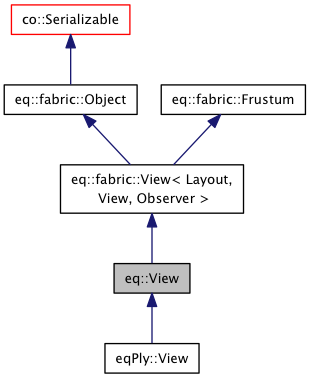 co::Serializable
eq::fabric::Object
eq::fabric::Frustum
eq::fabric::View< Layout,
View, Observer >
eq::View
eqPly::View